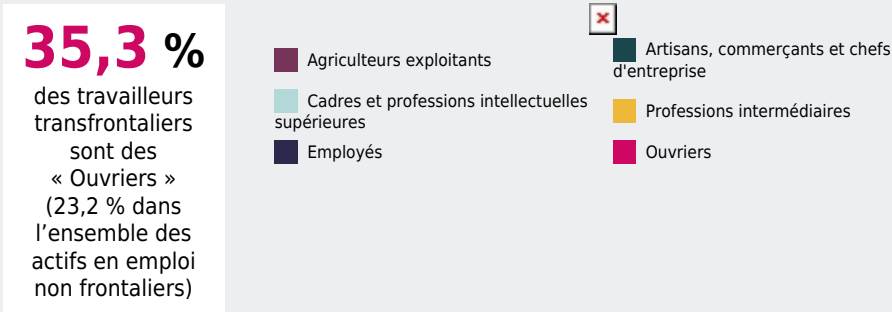 35,3 %
des travailleurs
transfrontaliers
sont des
« Ouvriers »
(23,2 % dans
l’ensemble des
actifs en emploi
non frontaliers)
Agriculteurs exploitants
Artisans, commerçants et chefs
d'entreprise
Cadres et professions intellectuelles
supérieures
Professions intermédiaires
Employés
Ouvriers